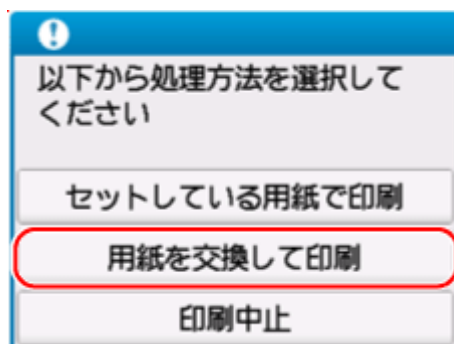 以下から処理方法を選択して
ください
セットしている用紙で印刷
用紙を交換して印刷
印刷中止